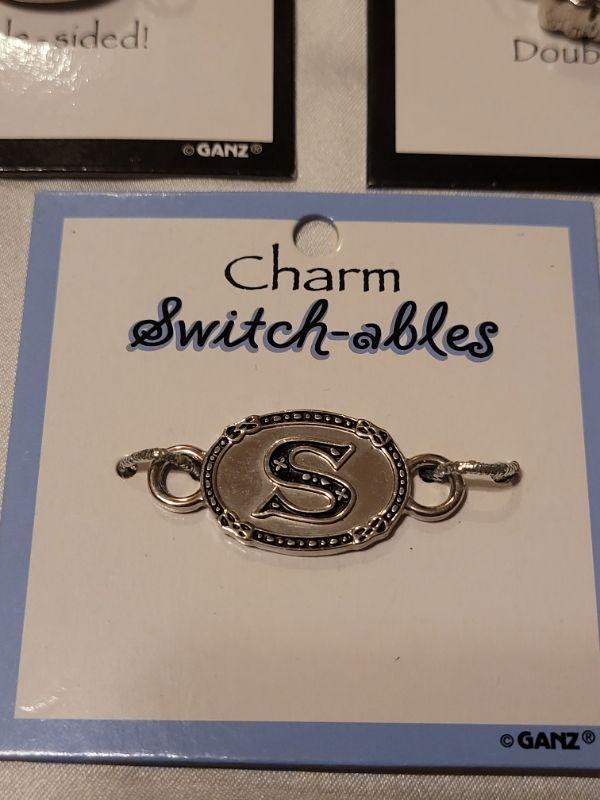 le-sided!
Doub
©GANZ®
Charm
Switch-ables
S
©GANZ®